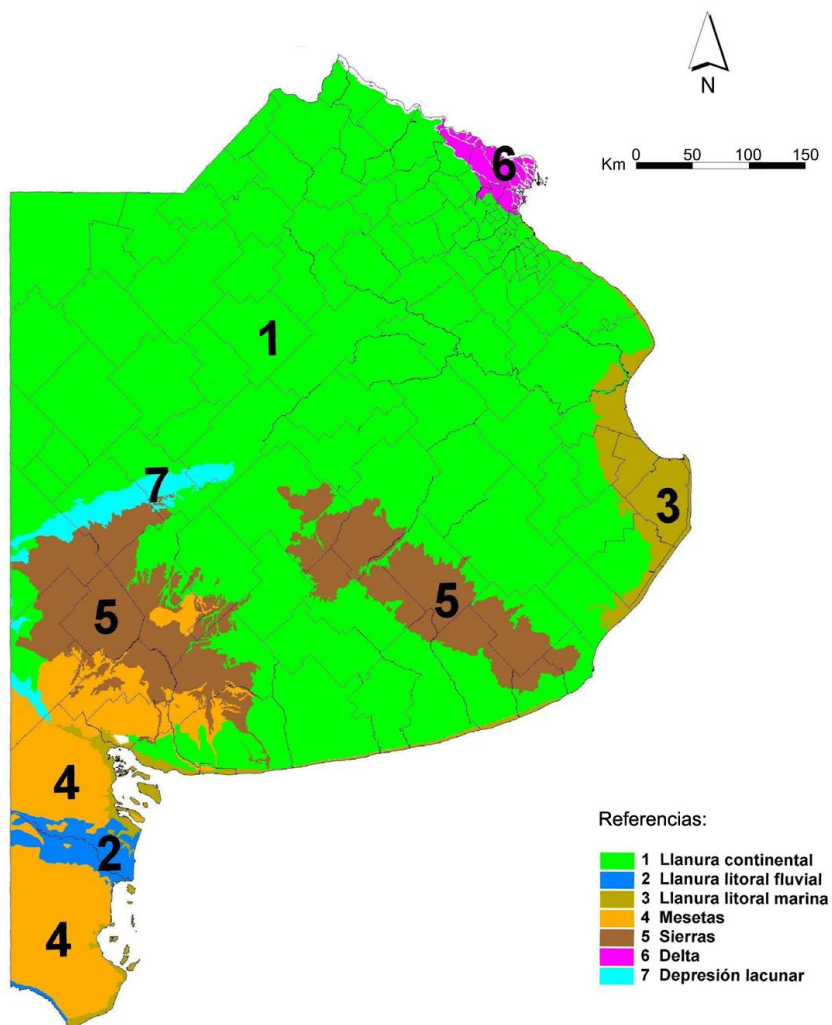 N
Km 0 50 100 150
6
1
7
3
5
5
4
2
4
Referencias:
1 Llanura continental
2 Llanura litoral fluvial
3 Llanura litoral marina
4 Mesetas
5 Sierras
6 Delta
7 Depresión lacunar